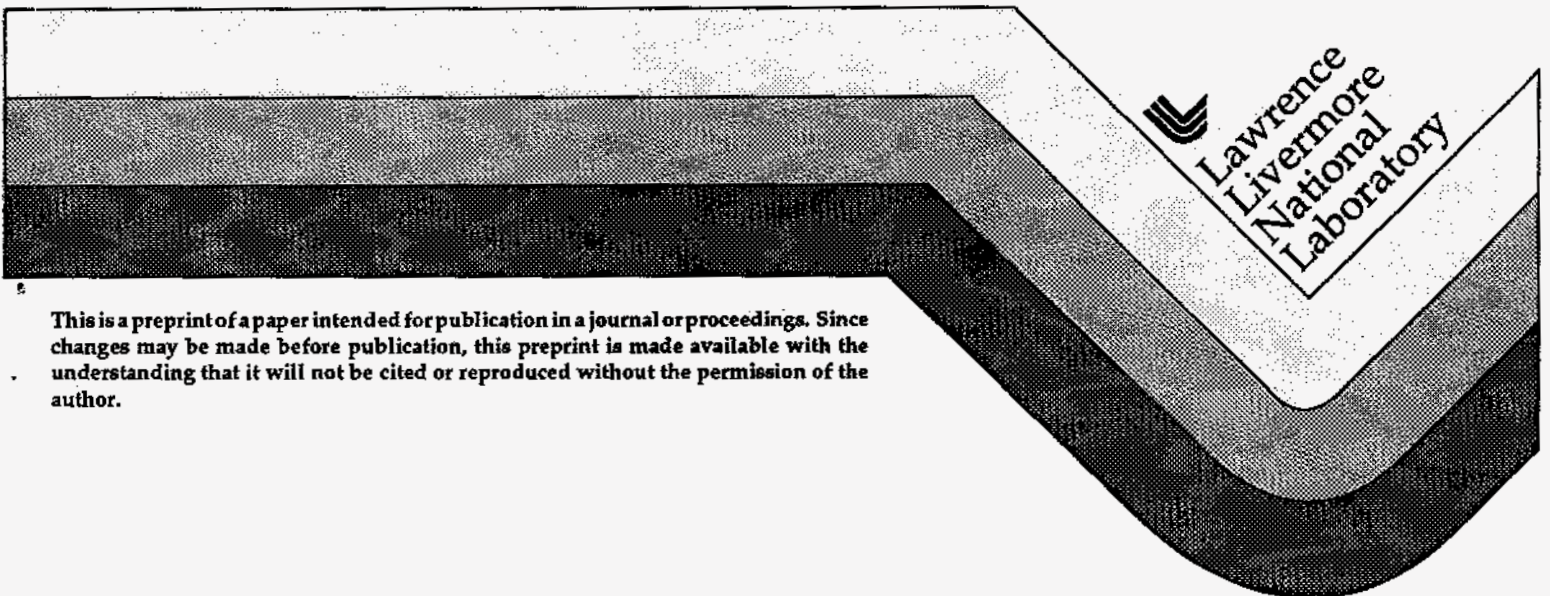 Lawrence
Livermore
National
Laboratory
This is a preprint of a paper intended for publication in a journal or proceedings. Since
changes may be made before publication, this preprint is made available with the
understanding that it will not be cited or reproduced without the permission of the
author.